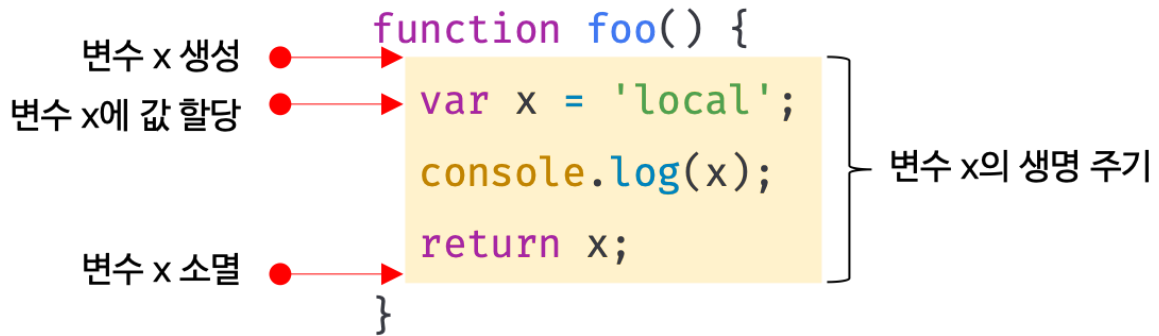 function foo() {
변수 x 생성
변수 x에 값 할당
var x = 'local';
console.log(x);
변수 x의 생명 주기
return x;
변수 x 소멸
}